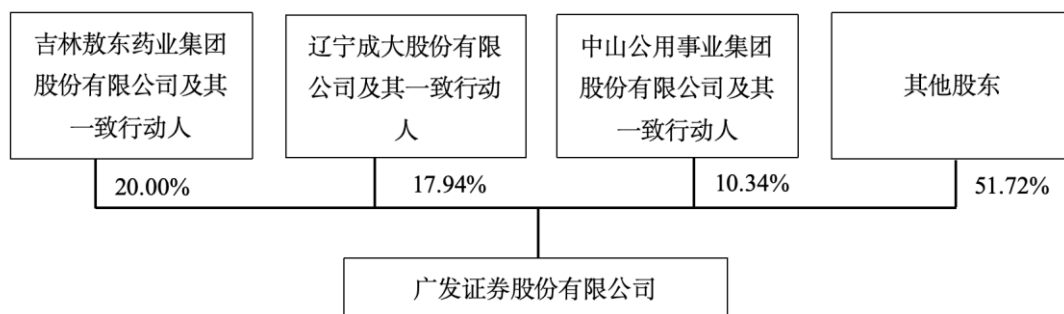 吉林敖东药业集团
股份有限公司及其
一致行动人
辽宁成大股份有限
公司及其一致行动
人
中山公用事业集团
股份有限公司及其
一致行动人
其他股东
20.00%
17.94%
10.34%
51.72%
广发证券股份有限公司